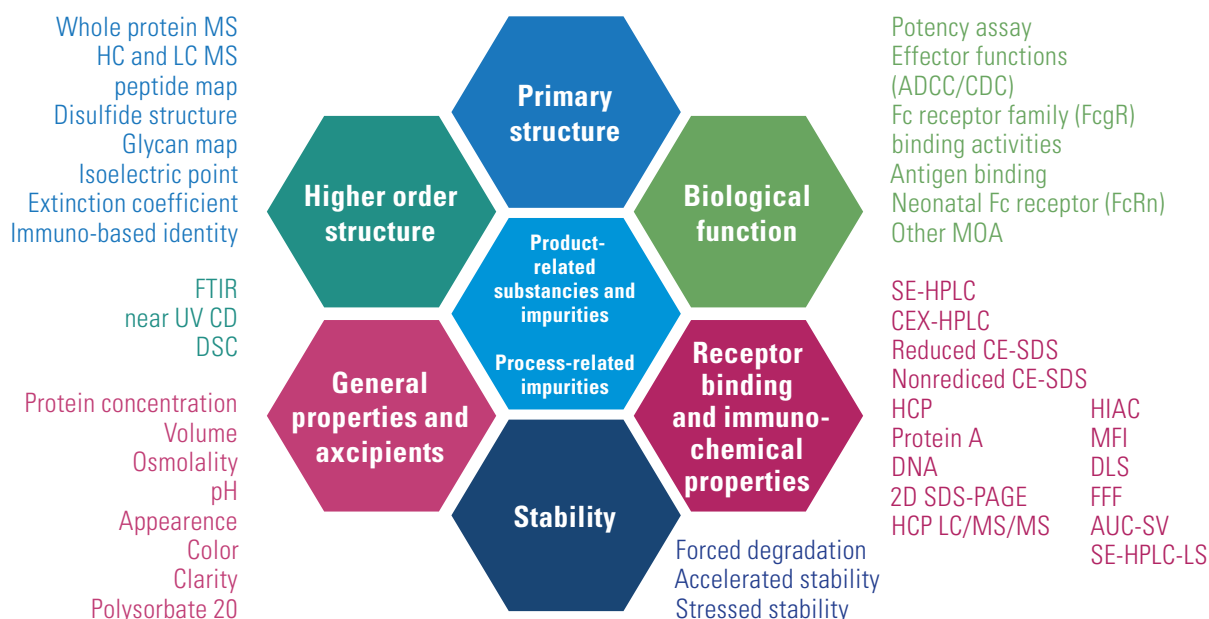 Whole protein MS
HC and LC MS
peptide map
Disulfide structure
Glycan map
Isoelectric point
Extinction coefficient
Immuno-based identity
FTIR
near UV CD
DSC
Protein concentration
Volume
Osmolality
pH
Appearence
Color
Clarity
Polysorbate 20
Primary
structure
Higher order
structure
Biological
function
Product-
related
substancies and
impurities
Process-related
impurities
General
properties and
axcipients
Receptor
binding
and immuno-
chemical
properties
Stability
Potency assay
Effector functions
(ADCC/CDC)
Fc receptor family (FcgR)
binding activities
Antigen binding
Neonatal Fc receptor (FcRn)
Other MOA
SE-HPLC
CEX-HPLC
Reduced CE-SDS
Nonrediced CE-SDS
HCP
Protein A
DNA
2D SDS-PAGE
HCP LC/MS/MS
HIAC
MFI
DLS
FFF
AUC-SV
SE-HPLC-LS
Forced degradation
Accelerated stability
Stressed stability